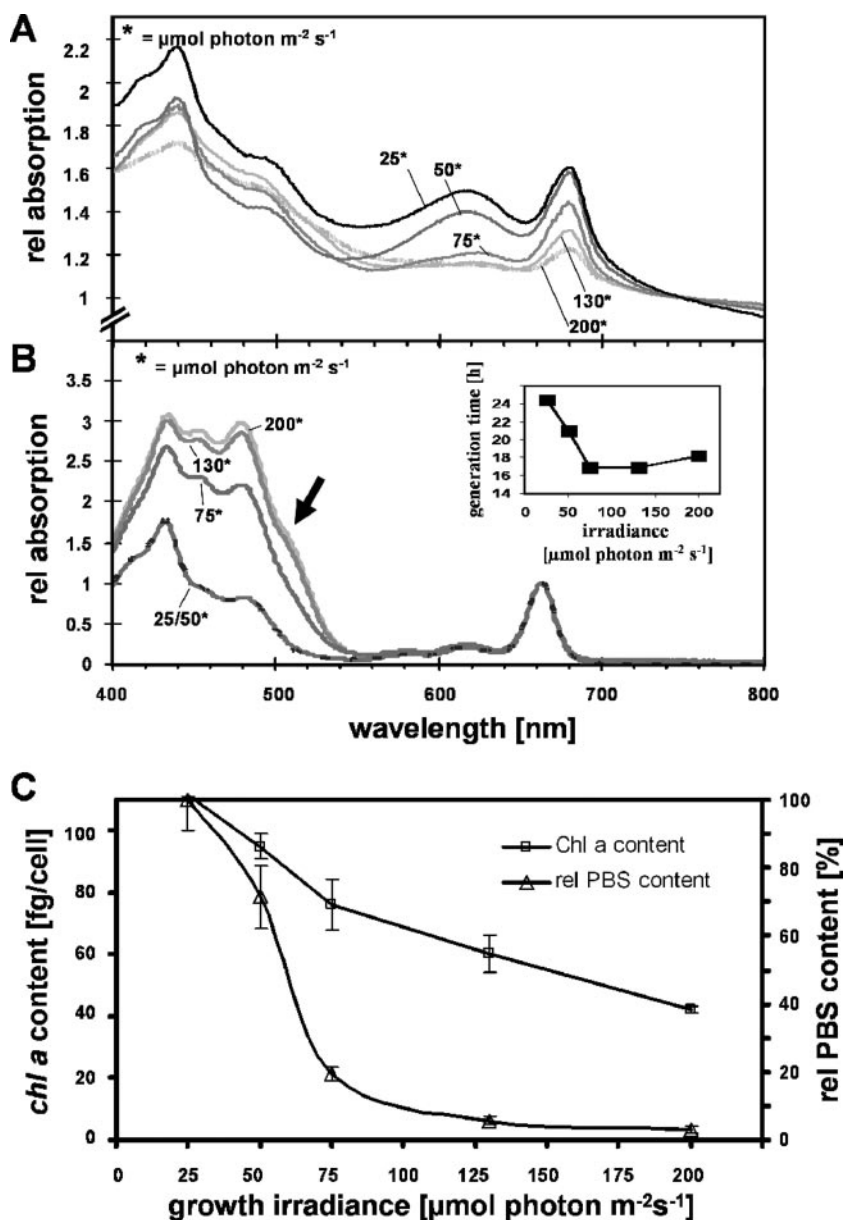 A
* = µmol photon m⁻² s⁻¹
rel absorption
2.2
2
1.8
1.6
1.4
1.2
1
25*
50*
75*
130*
200*
B
* = µmol photon m⁻² s⁻¹
rel absorption
3.5
3
2.5
2
1.5
1
0.5
0
200*
130*
75*
25/50*
generation time [h]
24
22
20
18
16
14
0 50 100 150 200
irradiance
[µmol photon m⁻² s⁻¹]
400 500 600 700 800
wavelength [nm]
C
chl a content [fg/cell]
100
80
60
40
20
0
Chl a content
rel PBS content
100
80
60
40
20
0
rel PBS content [%]
0 25 50 75 100 125 150 175 200
growth irradiance [µmol photon m⁻²s⁻¹]